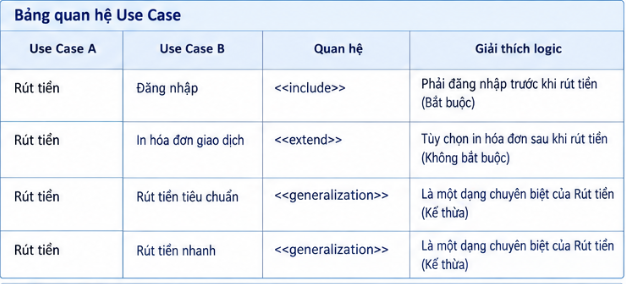 Bảng quan hệ Use Case
Use Case A Use Case B Quan hệ Giải thích logic
Rút tiền Đăng nhập <<include>> Phải đăng nhập trước khi rút tiền
(Bắt buộc)
Rút tiền In hóa đơn giao dịch <<extend>> Tùy chọn in hóa đơn sau khi rút tiền
(Không bắt buộc)
Rút tiền Rút tiền tiêu chuẩn <<generalization>> Là một dạng chuyên biệt của Rút tiền
(Kế thừa)
Rút tiền Rút tiền nhanh <<generalization>> Là một dạng chuyên biệt của Rút tiền
(Kế thừa)